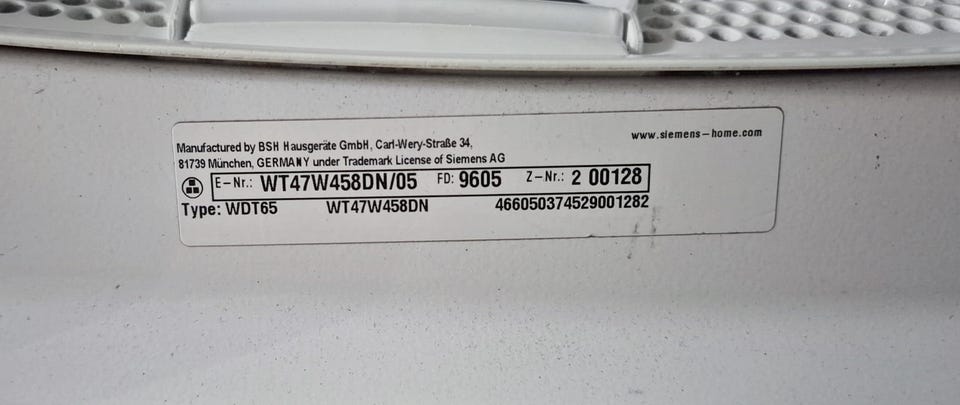 www.siemens-home.com
Manufactured by BSH Hausgeräte GmbH, Carl-Wery-Straße 34,
81739 München, GERMANY under Trademark License of Siemens AG
E-Nr.: WT47W458DN/05 FD: 9605 Z-Nr.: 2 00128
Type: WDT65 WT47W458DN 466050374529001282